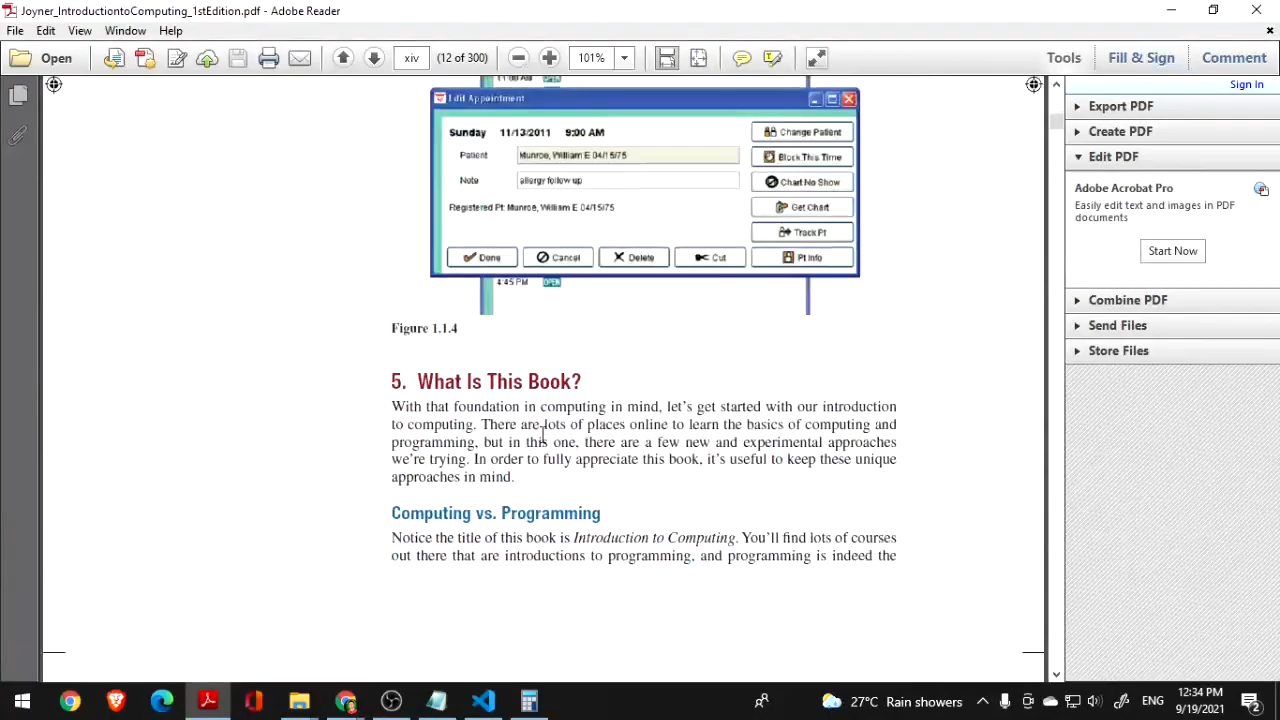 Joyner_IntroductiontoComputing_1stEdition.pdf - Adobe Reader
File Edit View Window Help
Open xiv (12 of 300) 101% Tools Fill & Sign Comment
Sign In
Export PDF
Create PDF
Edit PDF
Adobe Acrobat Pro
Easily edit text and images in PDF
documents
Start Now
Combine PDF
Send Files
Store Files
11:00 AM OPEN
Edit Appointment
Sunday 11/13/2011 9:00 AM
Patient Munroe, William E 04/15/75
Note allergy follow up
Registered Pt: Munroe, William E 04/15/75
Change Patient
Block This Time
Chart No Show
Get Chart
Track Pt
Done Cancel Delete Cut Pt Info
4:45 PM OPEN
Figure 1.1.4
5. What Is This Book?
With that foundation in computing in mind, let's get started with our introduction
to computing. There are lots of places online to learn the basics of computing and
programming, but in this one, there are a few new and experimental approaches
we're trying. In order to fully appreciate this book, it's useful to keep these unique
approaches in mind.
Computing vs. Programming
Notice the title of this book is Introduction to Computing. You'll find lots of courses
out there that are introductions to programming, and programming is indeed the
27°C Rain showers ENG 12:34 PM
9/19/2021 2